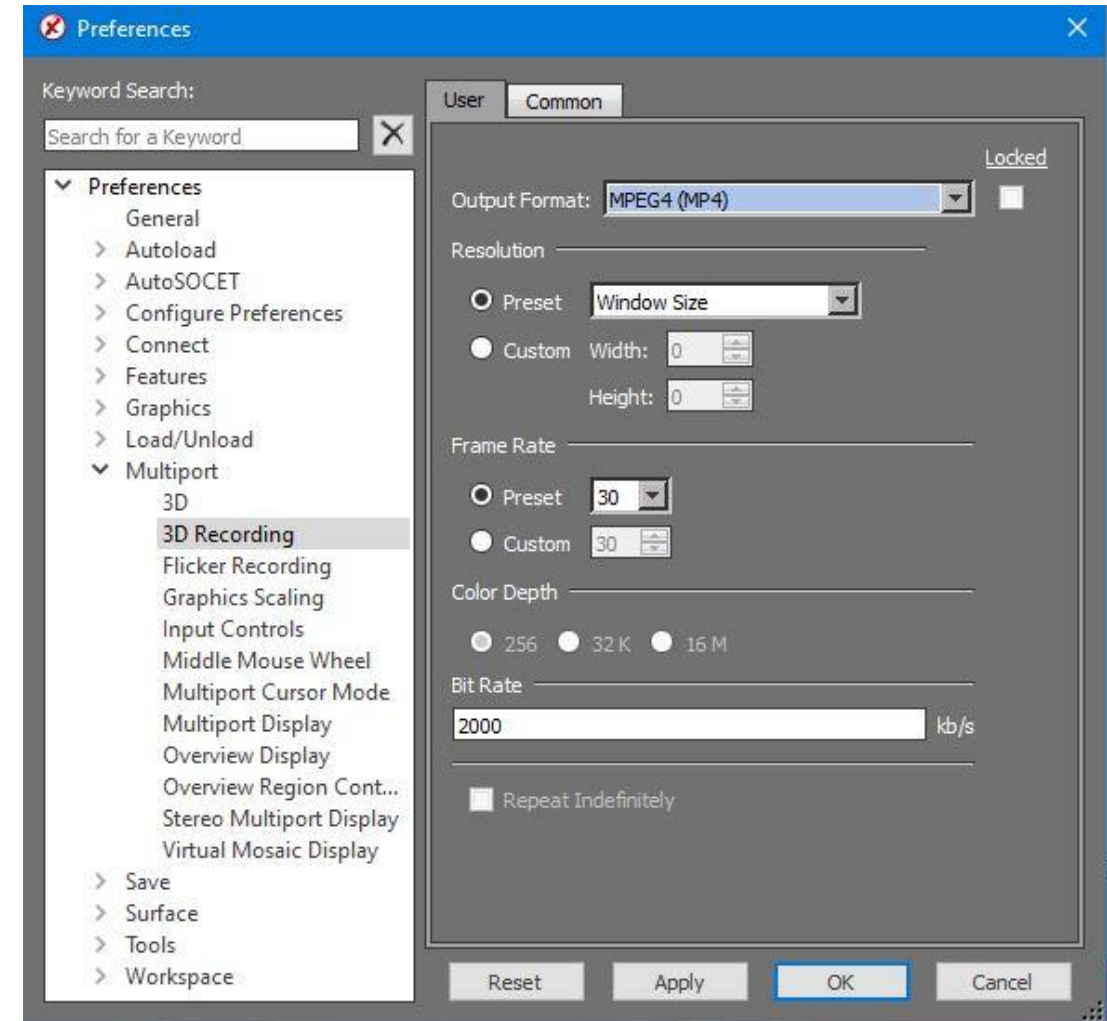 Preferences
Keyword Search:
Search for a Keyword
Preferences
General
Autoload
AutoSOCET
Configure Preferences
Connect
Features
Graphics
Load/Unload
Multiport
3D
3D Recording
Flicker Recording
Graphics Scaling
Input Controls
Middle Mouse Wheel
Multiport Cursor Mode
Multiport Display
Overview Display
Overview Region Cont...
Stereo Multiport Display
Virtual Mosaic Display
Save
Surface
Tools
Workspace
User Common
Locked
Output Format: MPEG4 (MP4)
Resolution
Preset Window Size
Custom Width: 0
Height: 0
Frame Rate
Preset 30
Custom 30
Color Depth
256 32 K 16 M
Bit Rate
2000 kb/s
Repeat Indefinitely
Reset Apply OK Cancel